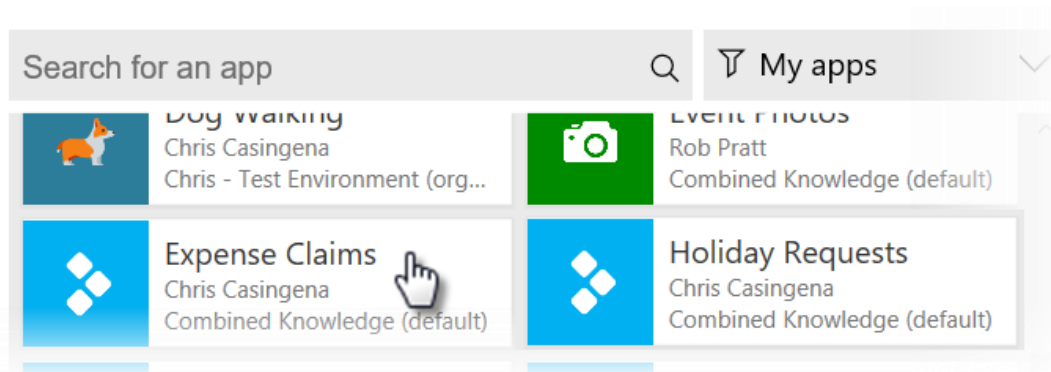 Search for an app
My apps
Dog Walking
Chris Casingena
Chris - Test Environment (org...
Event Photos
Rob Pratt
Combined Knowledge (default)
Expense Claims
Chris Casingena
Combined Knowledge (default)
Holiday Requests
Chris Casingena
Combined Knowledge (default)